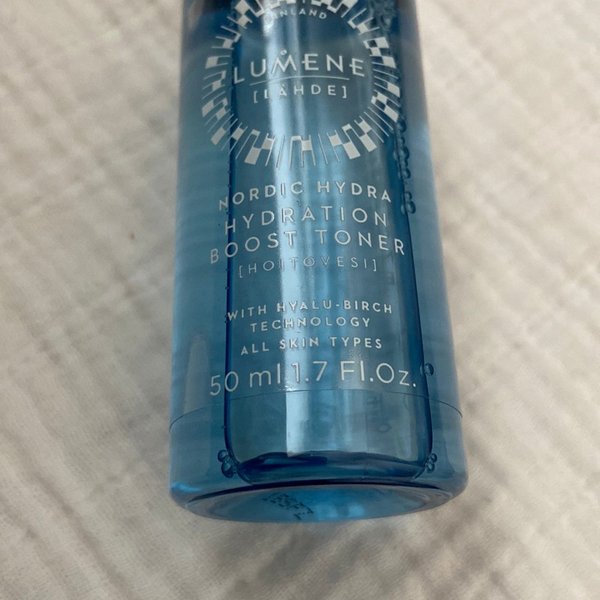 FINLAND
LUMENE
[LÄHDE]
NORDIC HYDRA
HYDRATION
BOOST TONER
[HOITOVESI]
WITH HYALU-BIRCH
TECHNOLOGY
ALL SKIN TYPES
50 ml 1.7 Fl.Oz.